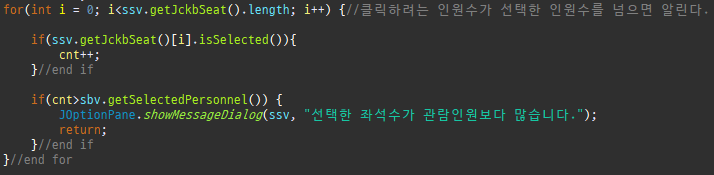 for(int i = 0; i<ssv.getJckbSeat().length; i++) {//클릭하려는 인원수가 선택한 인원수를 넘으면 알린다.
if(ssv.getJckbSeat()[i].isSelected()){
cnt++;
}//end if
if(cnt>sbv.getSelectedPersonnel()) {
JOptionPane.showMessageDialog(ssv, "선택한 좌석수가 관람인원보다 많습니다.");
return;
}//end if
}//end for